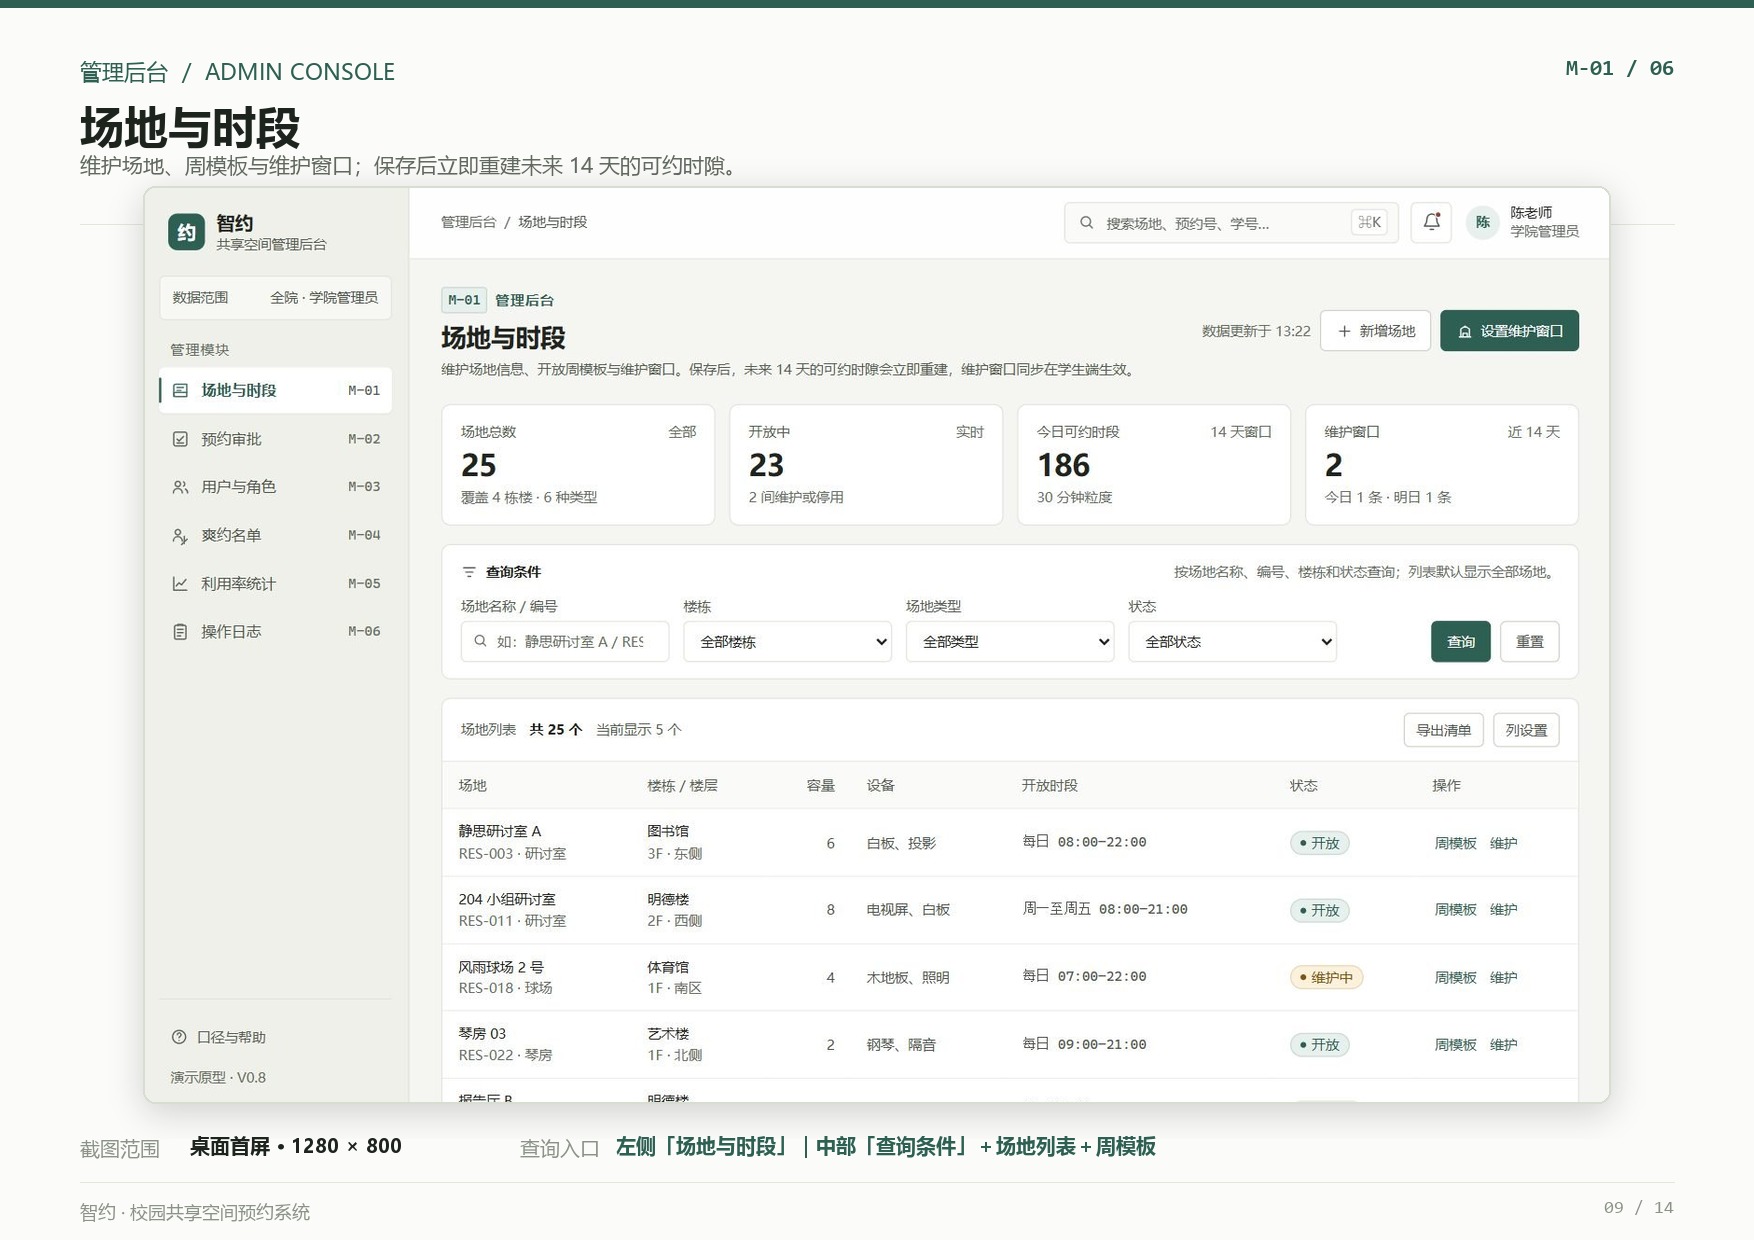 管理后台 / ADMIN CONSOLE
M-01 / 06
场地与时段
维护场地、周模板与维护窗口；保存后立即重建未来 14 天的可约时隙。
约
智约
共享空间管理后台
数据范围 全院 · 学院管理员
管理模块
场地与时段 M-01
预约审批 M-02
用户与角色 M-03
爽约名单 M-04
利用率统计 M-05
操作日志 M-06
口径与帮助
演示原型 · V0.8
管理后台 / 场地与时段
搜索场地、预约号、学号... ⌘K
陈
陈老师
学院管理员
M-01 管理后台
场地与时段
维护场地信息、开放周模板与维护窗口。保存后，未来 14 天的可约时隙会立即重建，维护窗口同步在学生端生效。
数据更新于 13:22
新增场地
设置维护窗口
场地总数 全部
25
覆盖 4 栋楼 · 6 种类型
开放中 实时
23
2 间维护或停用
今日可约时段 14 天窗口
186
30 分钟粒度
维护窗口 近 14 天
2
今日 1 条 · 明日 1 条
查询条件
按场地名称、编号、楼栋和状态查询；列表默认显示全部场地。
场地名称 / 编号 楼栋 场地类型 状态
如：静思研讨室 A / RES 全部楼栋 全部类型 全部状态 查询 重置
场地列表 共 25 个 当前显示 5 个
导出清单 列设置
场地 楼栋 / 楼层 容量 设备 开放时段 状态 操作
静思研讨室 A 图书馆
RES-003 · 研讨室 3F · 东侧
6 白板、投影 每日 08:00–22:00 • 开放 周模板 维护
204 小组研讨室 明德楼
RES-011 · 研讨室 2F · 西侧
8 电视屏、白板 周一至周五 08:00–21:00 • 开放 周模板 维护
风雨球场 2 号 体育馆
RES-018 · 球场 1F · 南区
4 木地板、照明 每日 07:00–22:00 • 维护中 周模板 维护
琴房 03 艺术楼
RES-022 · 琴房 1F · 北侧
2 钢琴、隔音 每日 09:00–21:00 • 开放 周模板 维护
报告厅 B 明德楼
截图范围 桌面首屏 • 1280 × 800
查询入口 左侧「场地与时段」｜中部「查询条件」+ 场地列表 + 周模板
智约 · 校园共享空间预约系统
09 / 14